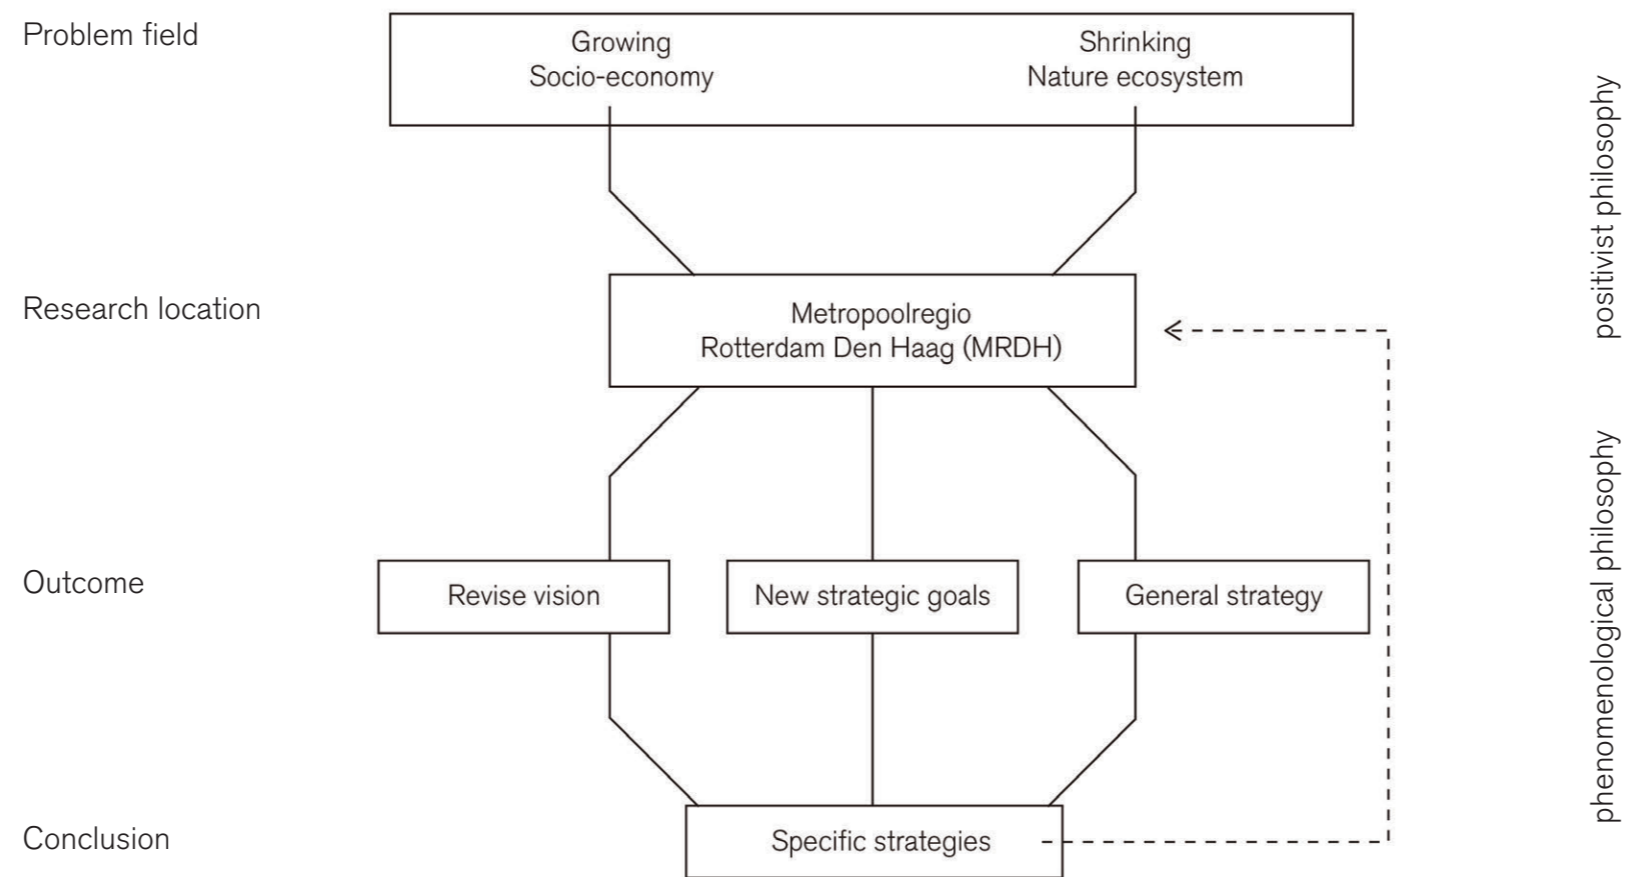 Problem field
Growing
Socio-economy
Shrinking
Nature ecosystem
Research location
Metropoolregio
Rotterdam Den Haag (MRDH)
Outcome
Revise vision
New strategic goals
General strategy
Conclusion
Specific strategies
positivist philosophy
phenomenological philosophy